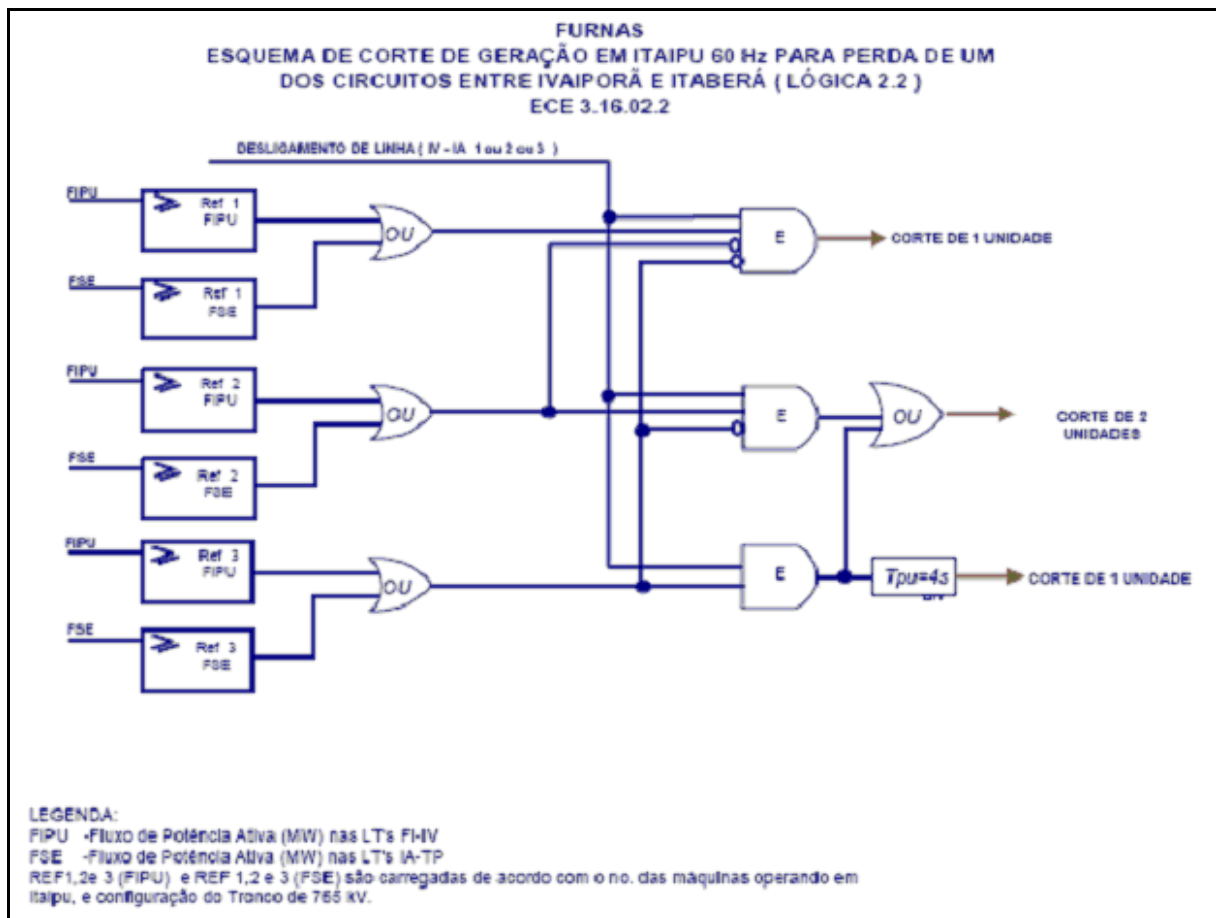 FURNAS
ESQUEMA DE CORTE DE GERAÇÃO EM ITAIPU 60 Hz PARA PERDA DE UM
DOS CIRCUITOS ENTRE IVAIPORÃ E ITABERÁ ( LÓGICA 2.2 )
ECE 3.16.02.2
DESLIGAMENTO DE LINHA ( IV - IA 1 ou 2 ou 3 )
FIPU
> Ref 1
FIPU
OU
E
CORTE DE 1 UNIDADE
FSE
> Ref 1
FSE
FIPU
> Ref 2
FIPU
OU
E
OU
CORTE DE 2
UNIDADES
FSE
> Ref 2
FSE
FIPU
> Ref 3
FIPU
OU
E
Tpu=4s
CORTE DE 1 UNIDADE
FSE
> Ref 3
FSE
LEGENDA:
FIPU -Fluxo de Potência Ativa (MW) nas LT's FI-IV
FSE -Fluxo de Potência Ativa (MW) nas LT's IA-TP
REF1,2e 3 (FIPU) e REF 1,2 e 3 (FSE) são carregadas de acordo com o no. das máquinas operando em
Itaipu, e configuração do Tronco de 765 kV.